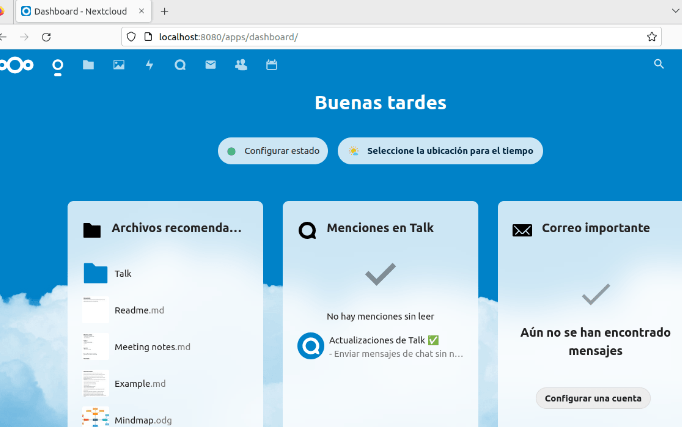 Dashboard - Nextcloud
localhost:8080/apps/dashboard/
Buenas tardes
Configurar estado
Seleccione la ubicación para el tiempo
Archivos recomenda...
Talk
Readme.md
Meeting notes.md
Example.md
Mindmap.odg
Menciones en Talk
No hay menciones sin leer
Actualizaciones de Talk ✅
- Enviar mensajes de chat sin n...
Correo importante
Aún no se han encontrado
mensajes
Configurar una cuenta